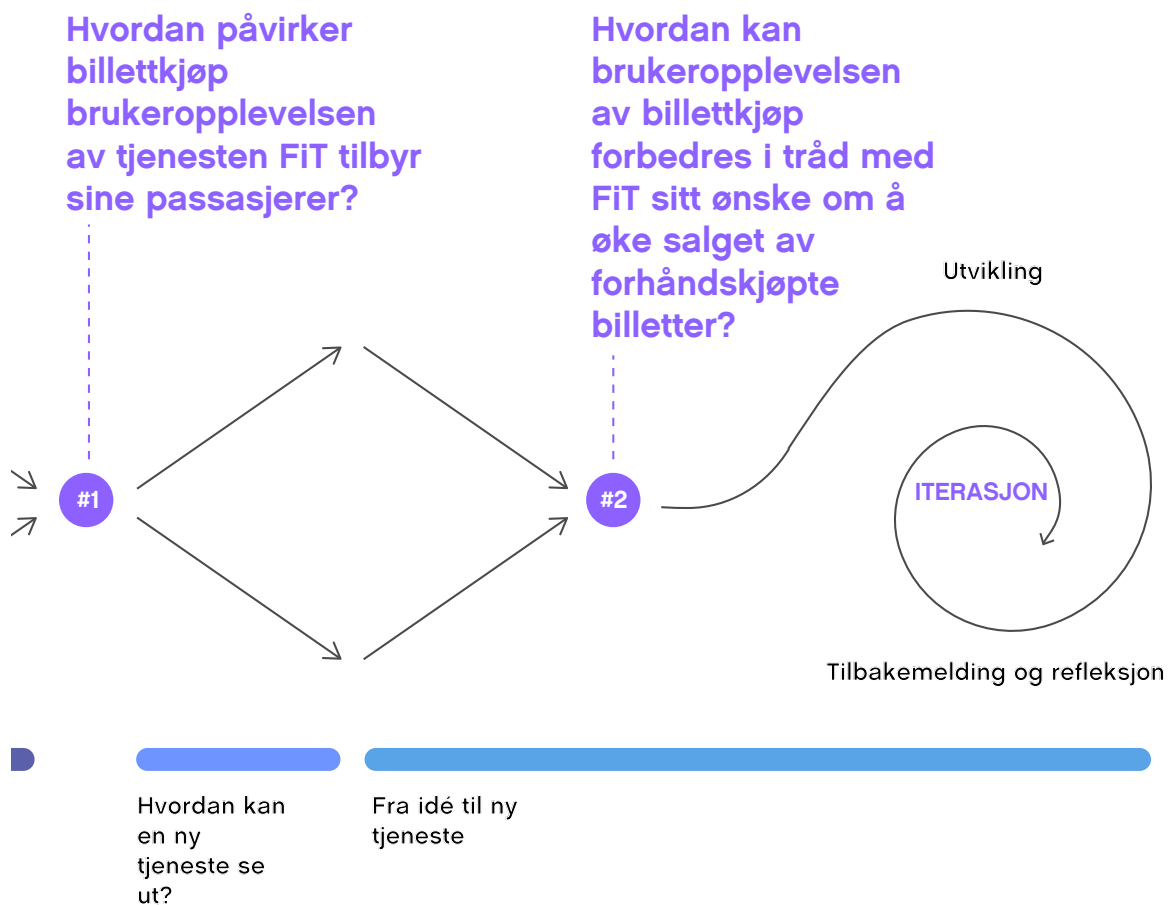 Hvordan påvirker
billettkjøp
brukeropplevelsen
av tjenesten FiT tilbyr
sine passasjerer?
Hvordan kan
brukeropplevelsen
av billettkjøp
forbedres i tråd med
FiT sitt ønske om å
øke salget av
forhåndskjøpte
billetter?
Utvikling
#1
#2
ITERASJON
Tilbakemelding og refleksjon
Hvordan kan
en ny
tjeneste se
ut?
Fra idé til ny
tjeneste